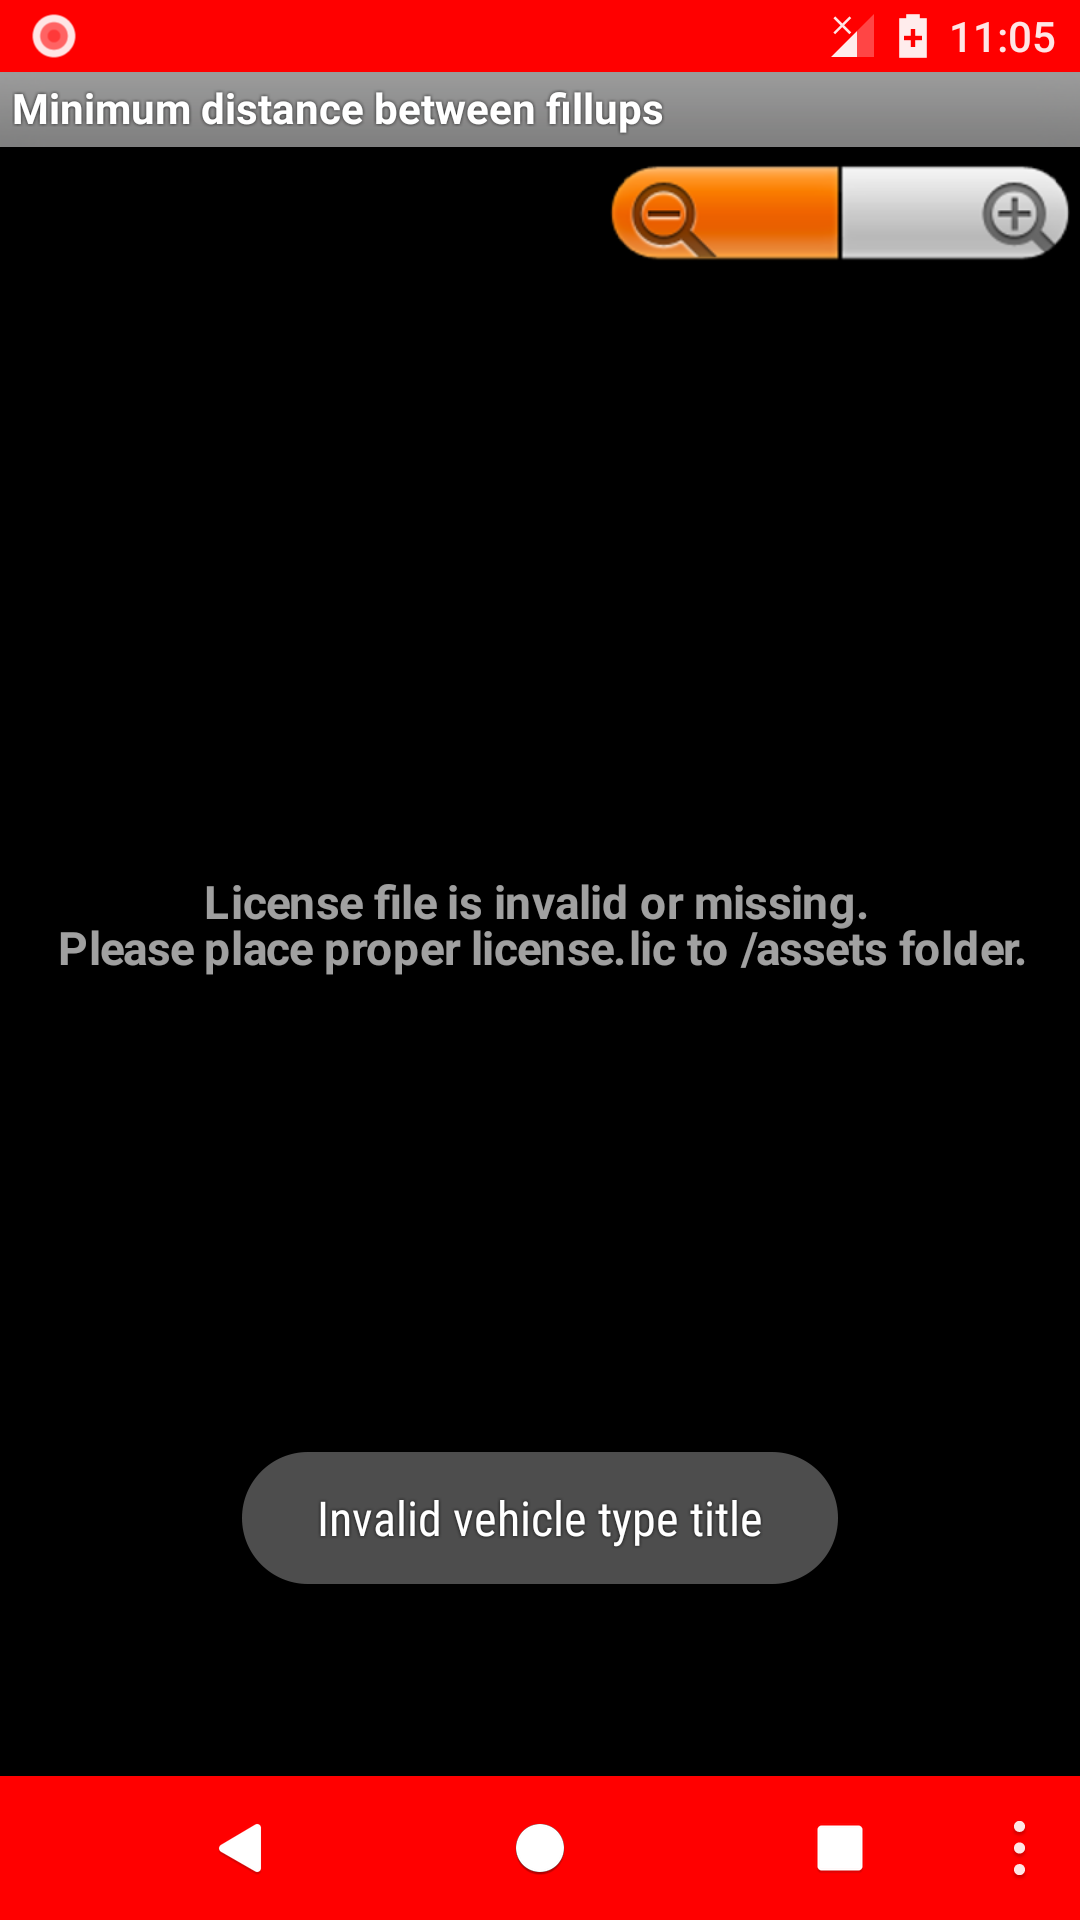 11:05
Minimum distance between fillups
License file is invalid or missing.
Please place proper license.lic to /assets folder.
Invalid vehicle type title